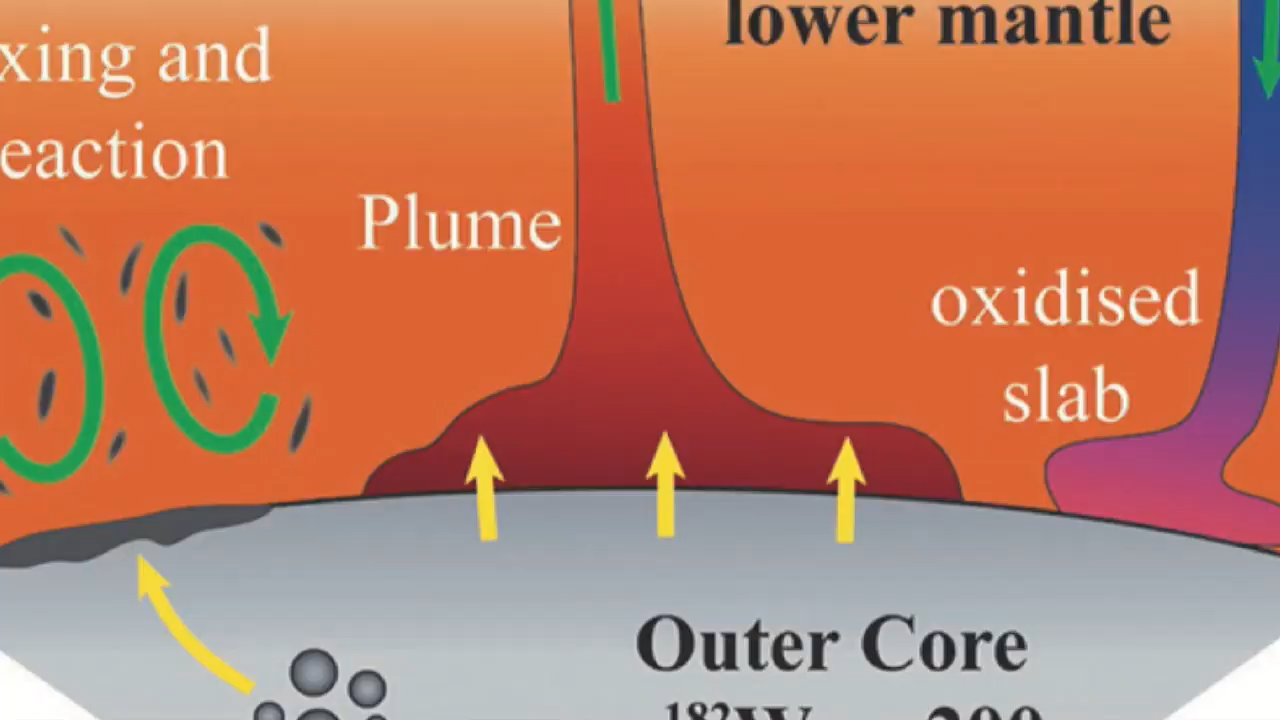 lower mantle
xing and
eaction
Plume
oxidised
slab
Outer Core